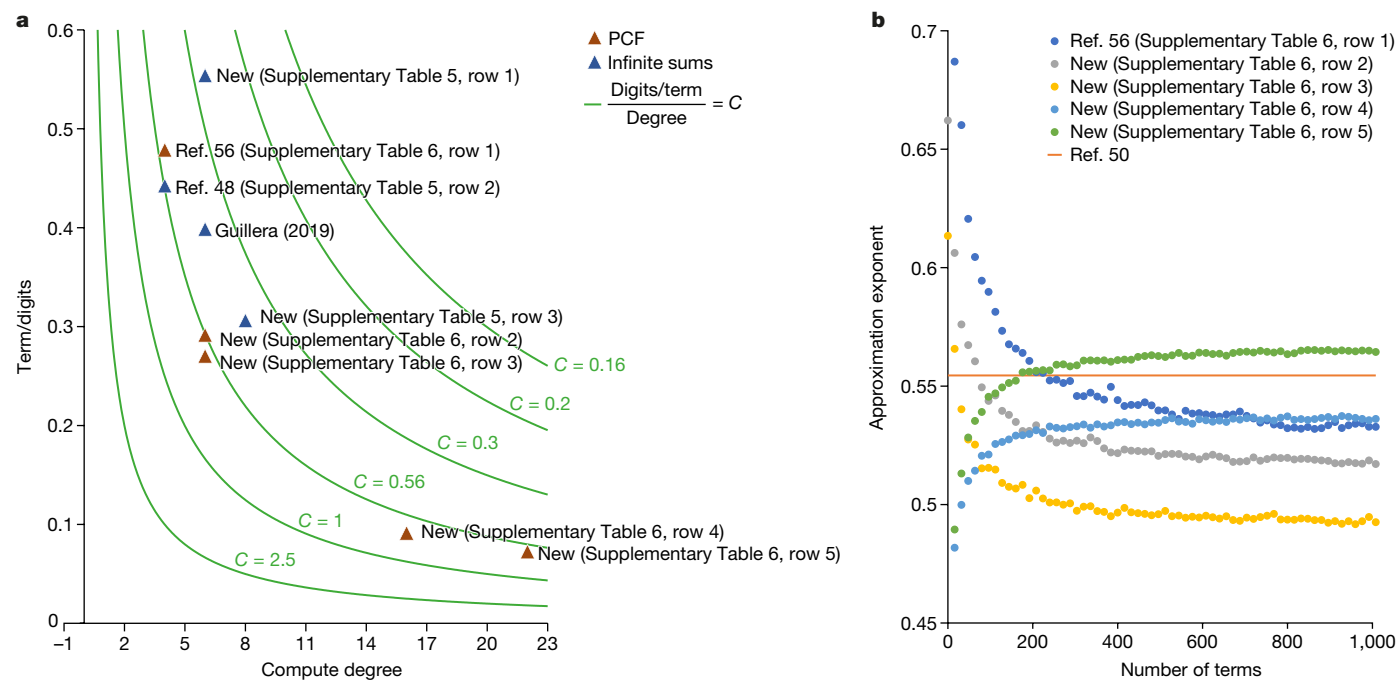 a
0.6
0.5
0.4
0.3
0.2
0.1
0
Term/digits
−1 2 5 8 11 14 17 20 23
Compute degree
PCF
Infinite sums
Digits/term
Degree
= C
New (Supplementary Table 5, row 1)
Ref. 56 (Supplementary Table 6, row 1)
Ref. 48 (Supplementary Table 5, row 2)
Guillera (2019)
New (Supplementary Table 5, row 3)
New (Supplementary Table 6, row 2)
New (Supplementary Table 6, row 3)
C = 0.16
C = 0.2
C = 0.3
C = 0.56
C = 1
C = 2.5
New (Supplementary Table 6, row 4)
New (Supplementary Table 6, row 5)
b
0.7
0.65
0.6
0.55
0.5
0.45
Approximation exponent
0 200 400 600 800 1,000
Number of terms
Ref. 56 (Supplementary Table 6, row 1)
New (Supplementary Table 6, row 2)
New (Supplementary Table 6, row 3)
New (Supplementary Table 6, row 4)
New (Supplementary Table 6, row 5)
Ref. 50